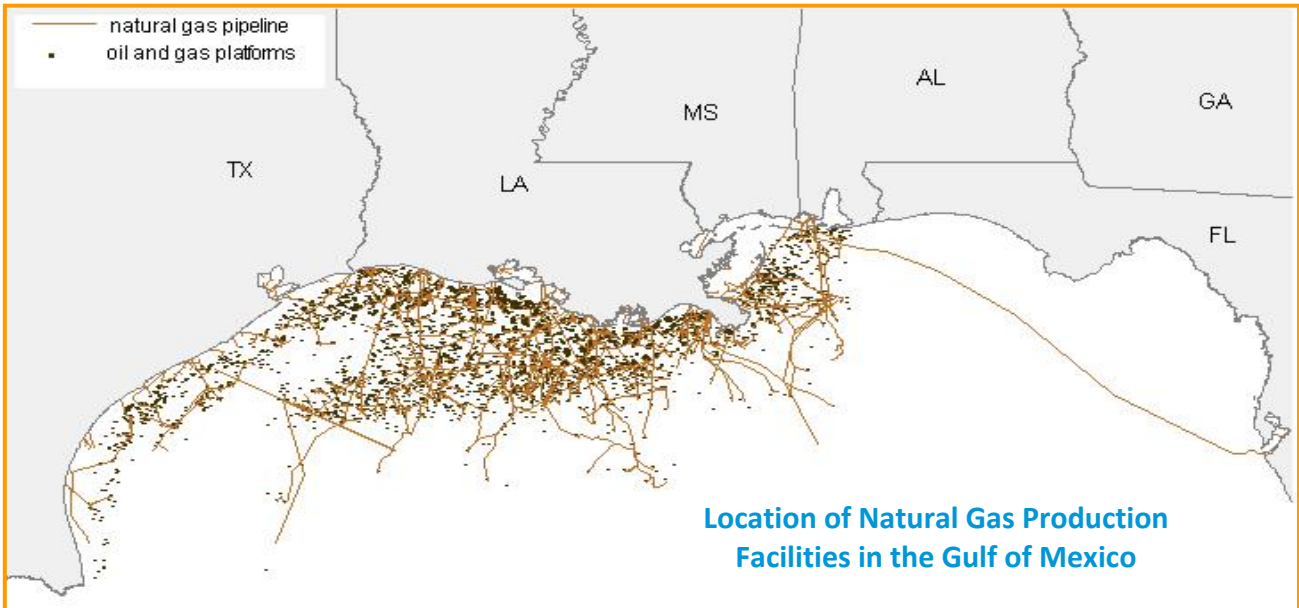 natural gas pipeline
oil and gas platforms
AL
GA
MS
TX
LA
FL
Location of Natural Gas Production
Facilities in the Gulf of Mexico